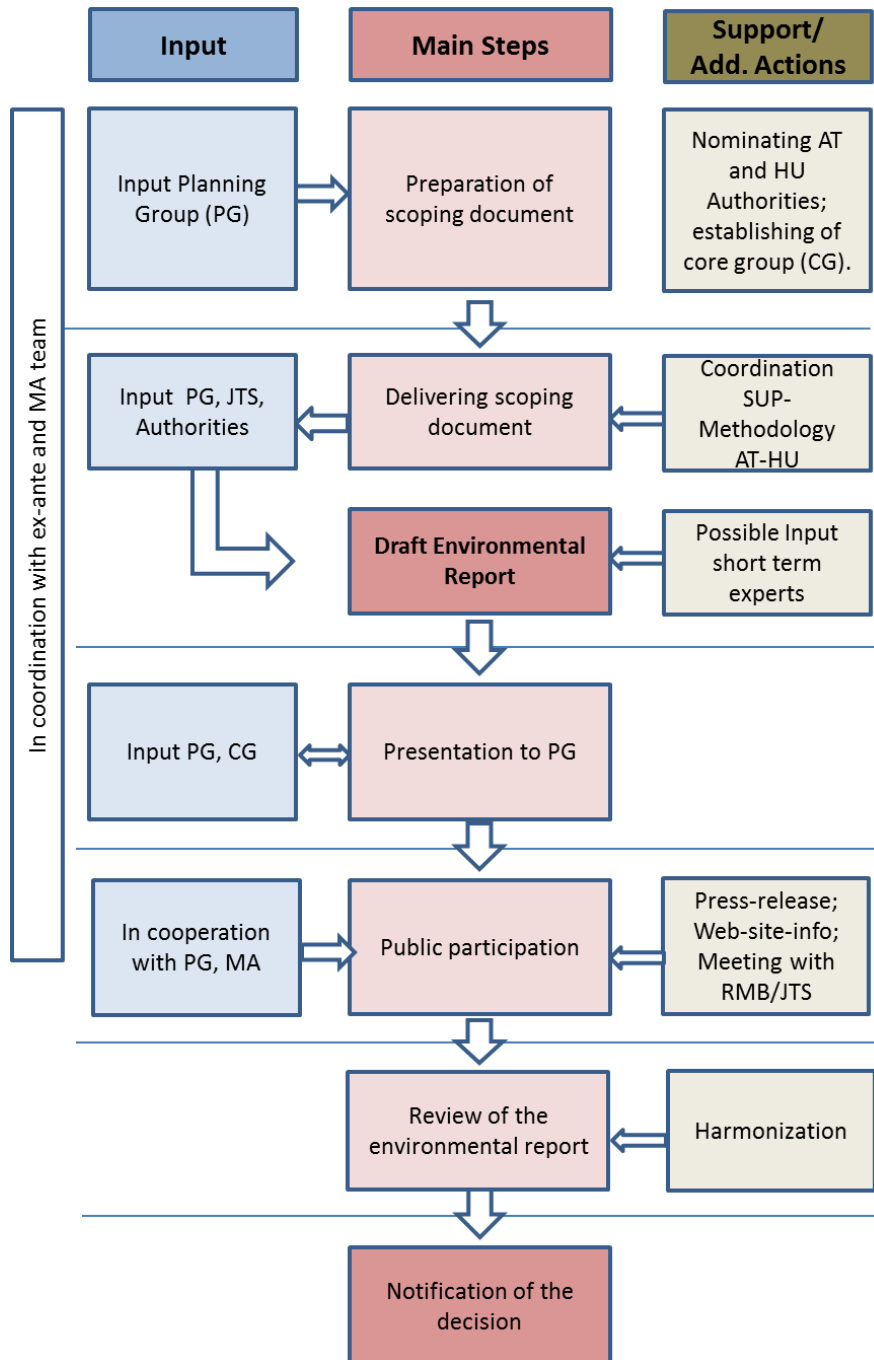 Input
Main Steps
Support/
Add. Actions
In coordination with ex-ante and MA team
Input Planning
Group (PG)
Preparation of
scoping document
Nominating AT
and HU
Authorities;
establishing of
core group (CG).
Input  PG, JTS,
Authorities
Delivering scoping
document
Coordination
SUP-
Methodology
AT-HU
Draft Environmental
Report
Possible Input
short term
experts
Input PG, CG
Presentation to PG
In cooperation
with PG, MA
Public participation
Press-release;
Web-site-info;
Meeting with
RMB/JTS
Review of the
environmental report
Harmonization
Notification of the
decision